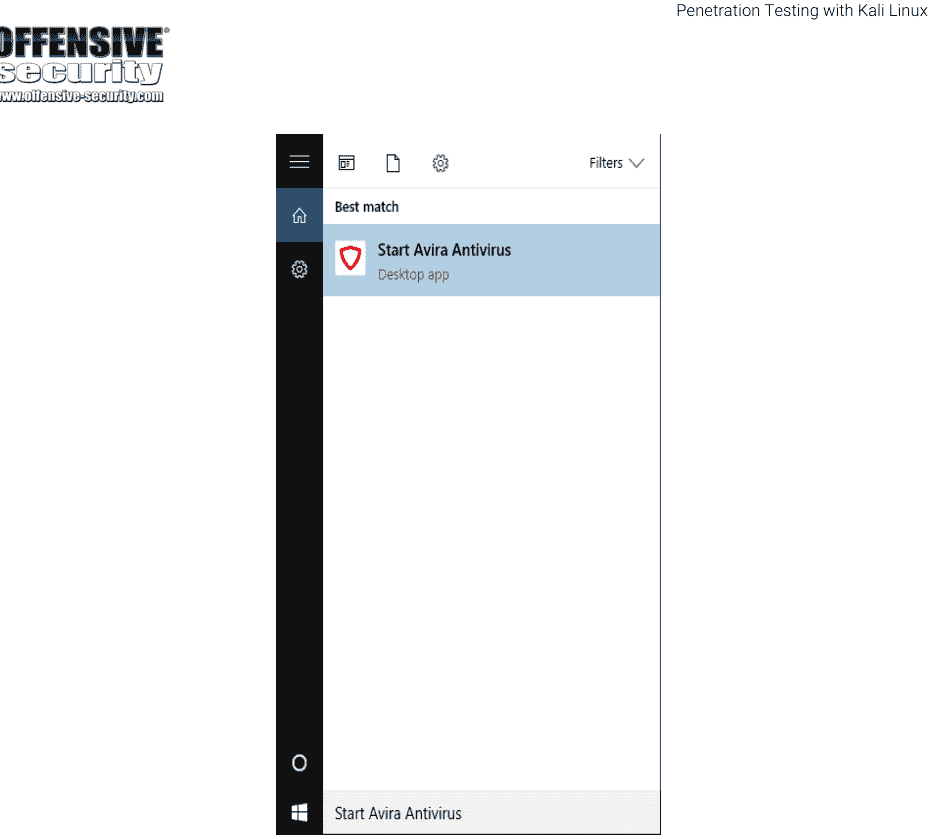 Penetration Testing with Kali Linux
OFFENSIVE®
security
www.offensive-security.com
Filters
Best match
Start Avira Antivirus
Desktop app
Start Avira Antivirus